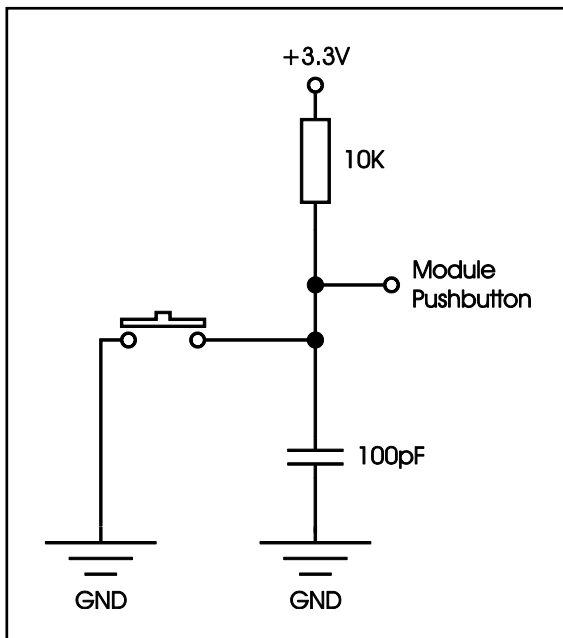 +3.3V
10K
Module
Pushbutton
100pF
GND
GND